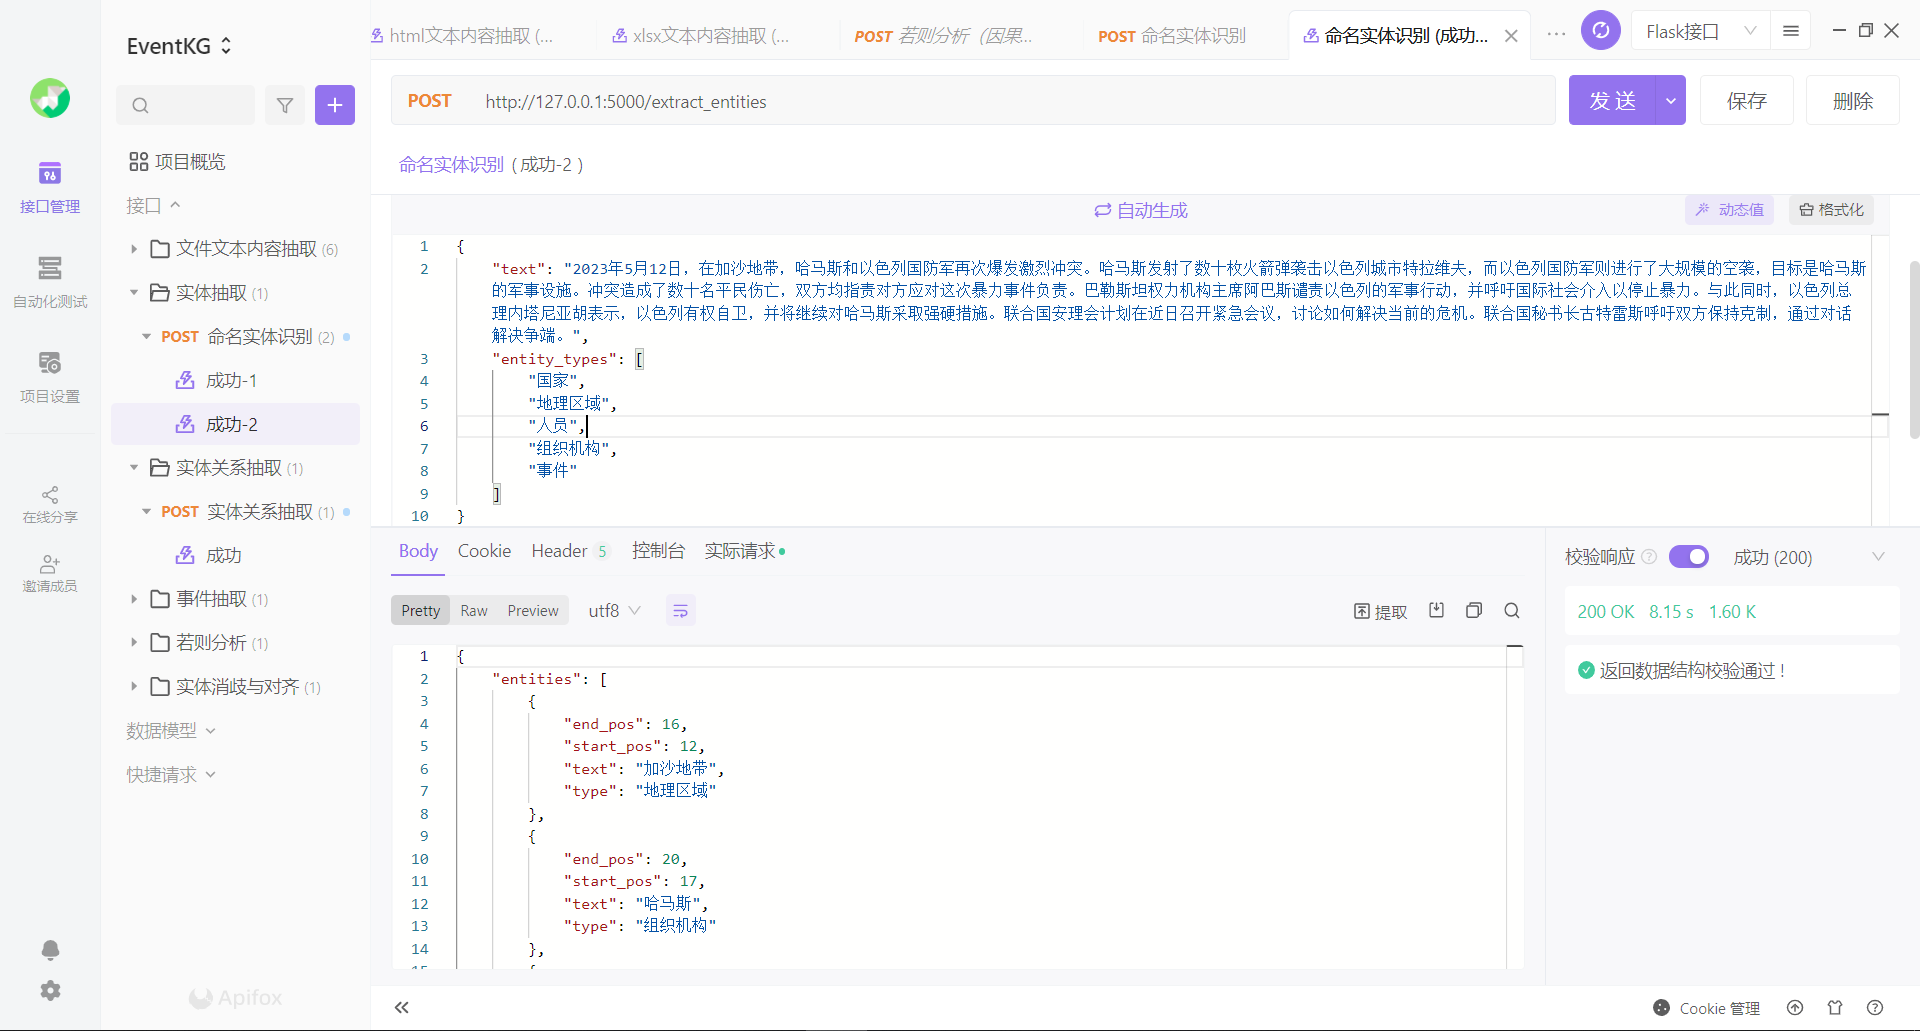 EventKG
html文本内容抽取 (...
xlsx文本内容抽取 (...
POST 若则分析（因果...
POST 命名实体识别
命名实体识别 (成功...
Flask接口
POST http://127.0.0.1:5000/extract_entities
发 送
保存
删除
命名实体识别 ( 成功-2 )
自动生成
动态值
格式化
接口管理
自动化测试
项目设置
在线分享
邀请成员
项目概览
接口
文件文本内容抽取 (6)
实体抽取 (1)
POST 命名实体识别 (2)
成功-1
成功-2
实体关系抽取 (1)
POST 实体关系抽取 (1)
成功
事件抽取 (1)
若则分析 (1)
实体消歧与对齐 (1)
数据模型
快捷请求
Apifox
1 {
2 "text": "2023年5月12日，在加沙地带，哈马斯和以色列国防军再次爆发激烈冲突。哈马斯发射了数十枚火箭弹袭击以色列城市特拉维夫，而以色列国防军则进行了大规模的空袭，目标是哈马斯
的军事设施。冲突造成了数十名平民伤亡，双方均指责对方应对这次暴力事件负责。巴勒斯坦权力机构主席阿巴斯谴责以色列的军事行动，并呼吁国际社会介入以停止暴力。与此同时，以色列总
理内塔尼亚胡表示，以色列有权自卫，并将继续对哈马斯采取强硬措施。联合国安理会计划在近日召开紧急会议，讨论如何解决当前的危机。联合国秘书长古特雷斯呼吁双方保持克制，通过对话
解决争端。",
3 "entity_types": [
4 "国家",
5 "地理区域",
6 "人员",
7 "组织机构",
8 "事件"
9 ]
10 }
Body Cookie Header 5 控制台 实际请求
Pretty Raw Preview utf8
提取
1 {
2 "entities": [
3 {
4 "end_pos": 16,
5 "start_pos": 12,
6 "text": "加沙地带",
7 "type": "地理区域"
8 },
9 {
10 "end_pos": 20,
11 "start_pos": 17,
12 "text": "哈马斯",
13 "type": "组织机构"
14 },
15 {
校验响应 成功 (200)
200 OK 8.15 s 1.60 K
返回数据结构校验通过！
Cookie 管理